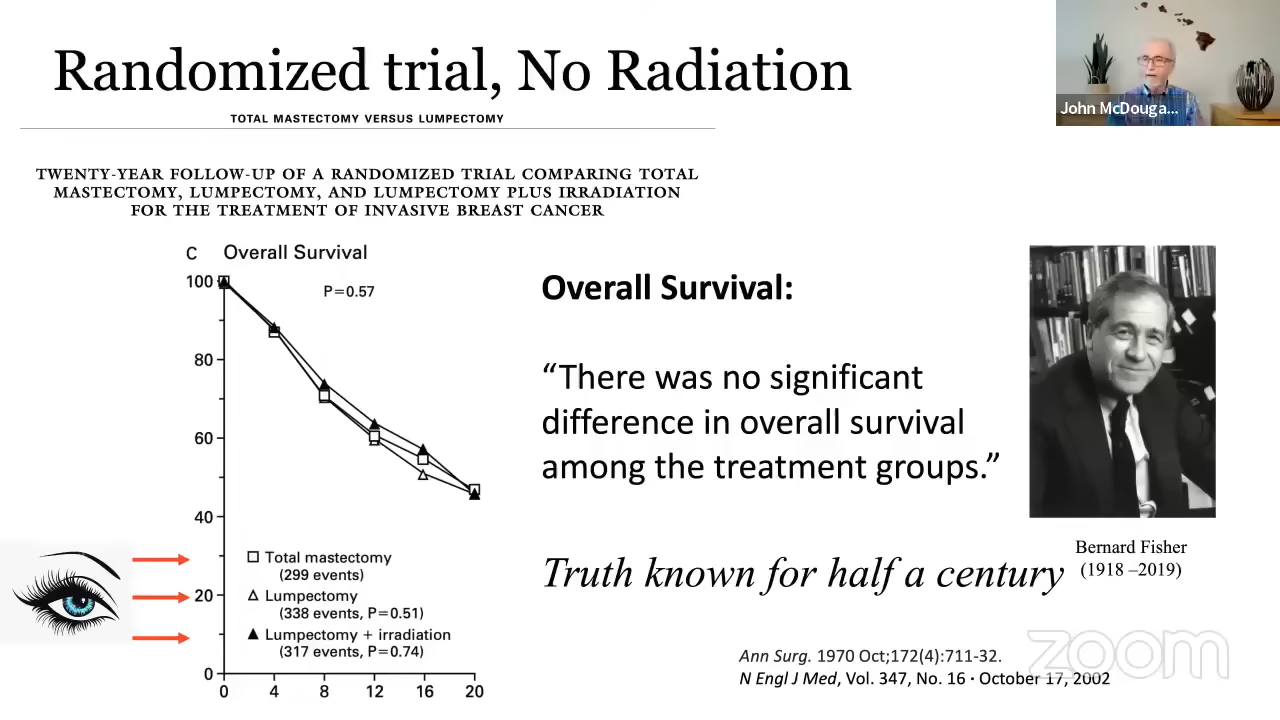 Randomized trial, No Radiation
John McDouga...
TOTAL MASTECTOMY VERSUS LUMPECTOMY
TWENTY-YEAR FOLLOW-UP OF A RANDOMIZED TRIAL COMPARING TOTAL
MASTECTOMY, LUMPECTOMY, AND LUMPECTOMY PLUS IRRADIATION
FOR THE TREATMENT OF INVASIVE BREAST CANCER
C Overall Survival
P=0.57
100
80
60
40
20
0
0 4 8 12 16 20
Total mastectomy
(299 events)
Lumpectomy
(338 events, P=0.51)
Lumpectomy + irradiation
(317 events, P=0.74)
Overall Survival:
“There was no significant
difference in overall survival
among the treatment groups.”
Truth known for half a century
Bernard Fisher
(1918 –2019)
Ann Surg. 1970 Oct;172(4):711-32.
N Engl J Med, Vol. 347, No. 16 · October 17, 2002
zoom